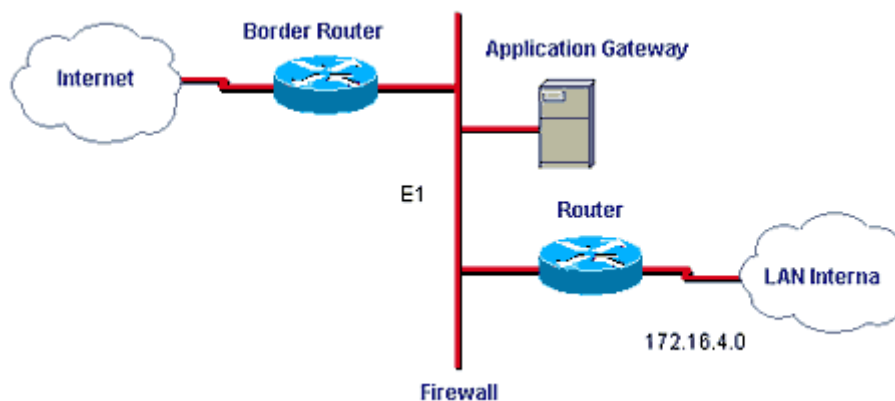 Border Router
Application Gateway
Internet
E1
Router
LAN Interna
172.16.4.0
Firewall